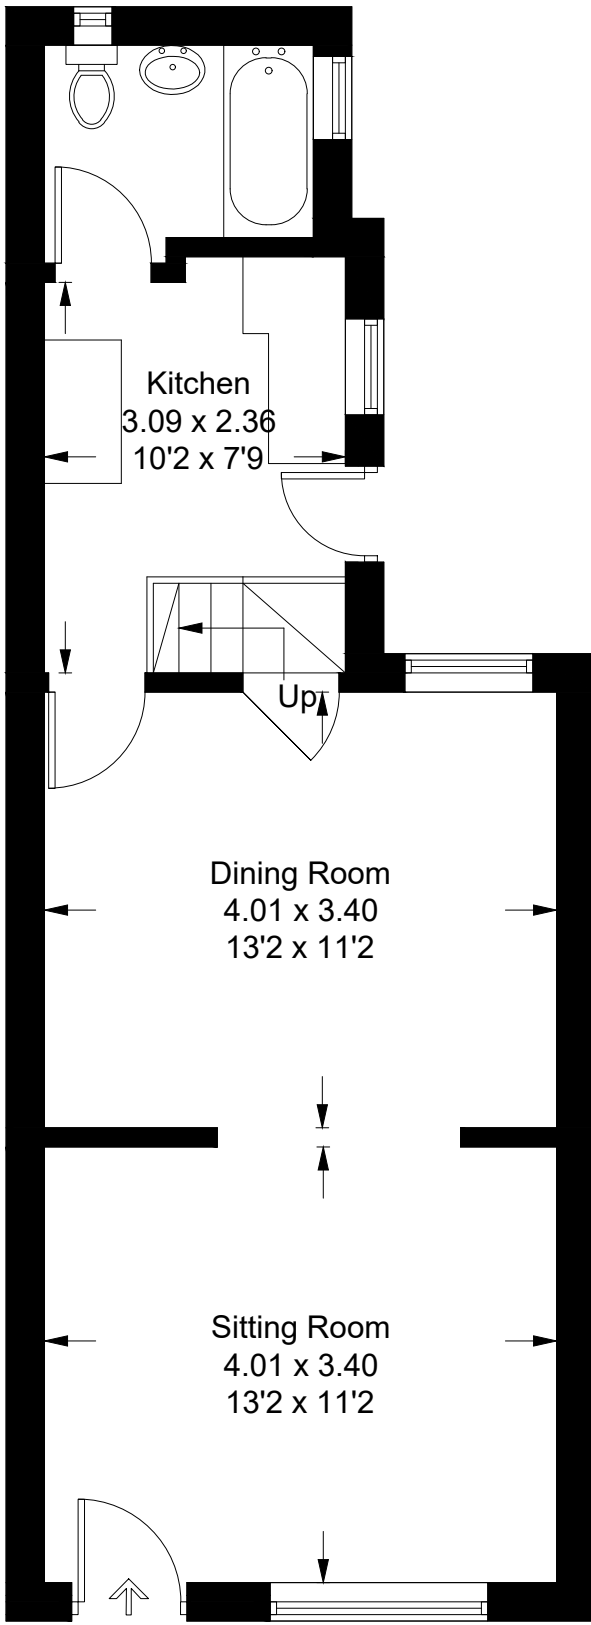 Kitchen
3.09 x 2.36
10'2 x 7'9
Up
Dining Room
4.01 x 3.40
13'2 x 11'2
Sitting Room
4.01 x 3.40
13'2 x 11'2